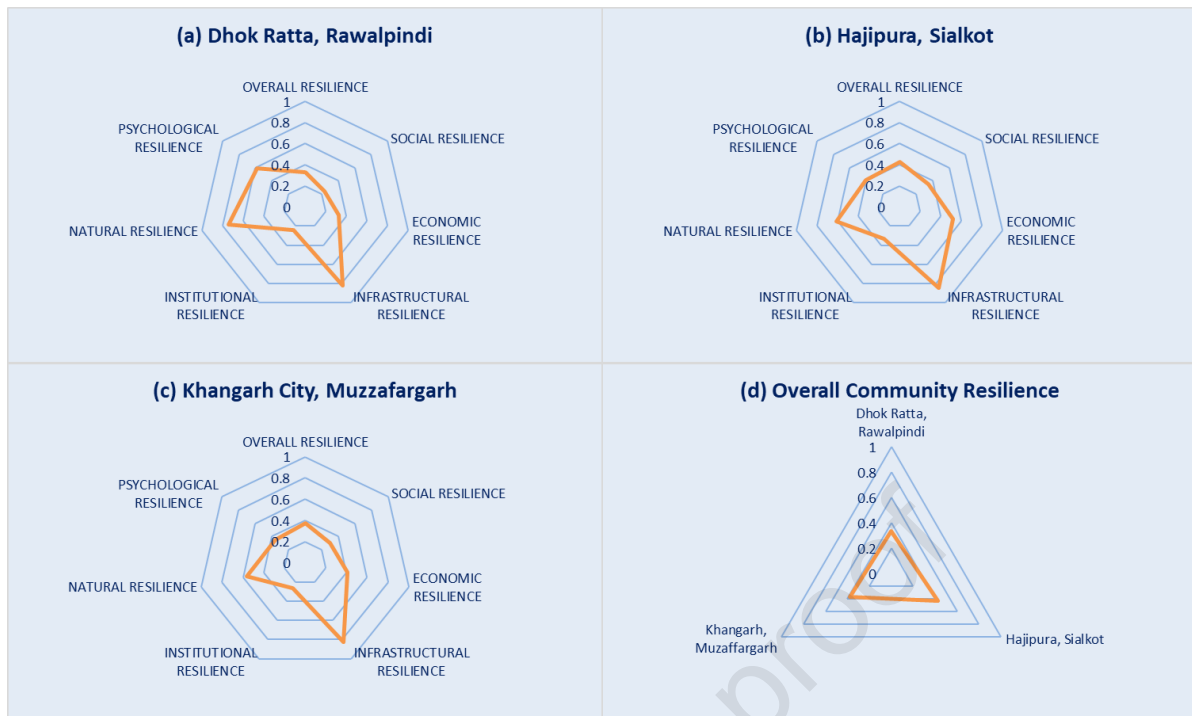 (a) Dhok Ratta, Rawalpindi
OVERALL RESILIENCE
1
0.8
0.6
0.4
0.2
0
PSYCHOLOGICAL
RESILIENCE
SOCIAL RESILIENCE
NATURAL RESILIENCE
ECONOMIC
RESILIENCE
INSTITUTIONAL
RESILIENCE
INFRASTRUCTURAL
RESILIENCE
(b) Hajipura, Sialkot
OVERALL RESILIENCE
1
0.8
0.6
0.4
0.2
0
PSYCHOLOGICAL
RESILIENCE
SOCIAL RESILIENCE
NATURAL RESILIENCE
ECONOMIC
RESILIENCE
INSTITUTIONAL
RESILIENCE
INFRASTRUCTURAL
RESILIENCE
(c) Khangarh City, Muzzafargarh
OVERALL RESILIENCE
1
0.8
0.6
0.4
0.2
0
PSYCHOLOGICAL
RESILIENCE
SOCIAL RESILIENCE
NATURAL RESILIENCE
ECONOMIC
RESILIENCE
INSTITUTIONAL
RESILIENCE
INFRASTRUCTURAL
RESILIENCE
(d) Overall Community Resilience
Dhok Ratta,
Rawalpindi
1
0.8
0.6
0.4
0.2
0
Khangarh,
Muzaffargarh
Hajipura, Sialkot
proof